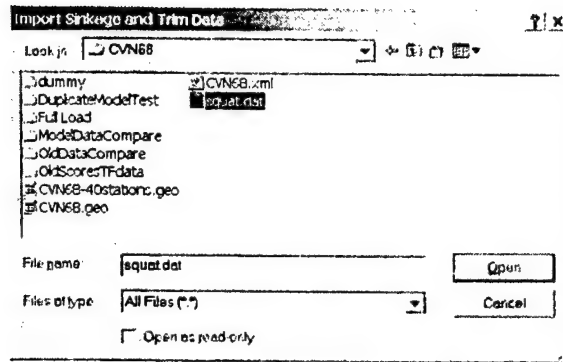 Import Sinkage and Trim Data
Look in: CVN68
dummy
DuplicateModelTest
Full Load
ModelDataCompare
OldDataCompare
OldScoresTFdata
CVN68-40stations.geo
CVN68.geo
CVN68.xml
squat.dat
File name: squat.dat
Open
Files of type: All Files (*.*)
Cancel
Open as read-only